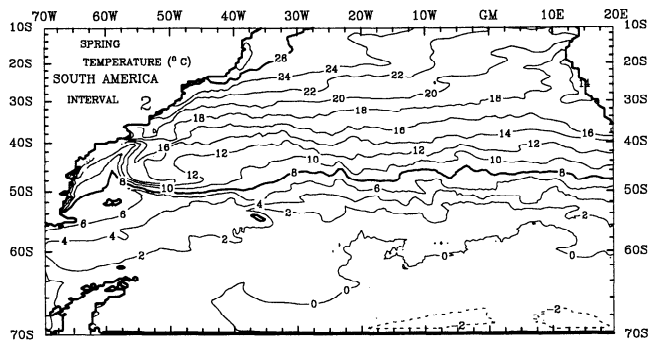 70W 60W 50W 40W 30W 20W 10W GM 10E 20E
10S 10S
SPRING
TEMPERATURE (° C)
20S 20S
SOUTH AMERICA
INTERVAL 2
30S 30S
40S 40S
50S 50S
60S 60S
70S 70S
26
24 24
22 22
20 20
18 18 18
16 16 16
14 14
12 12 12 12
10 10 10
8 8 8
6 6
4 4
2 2 2 2
0 0 0 0
2 2